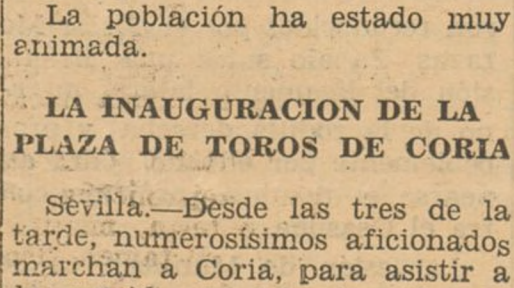 La población ha estado muy
animada.
LA INAUGURACION DE LA
PLAZA DE TOROS DE CORIA
Sevilla.—Desde las tres de la
tarde, numerosísimos aficionados
marchan a Coria, para asistir a